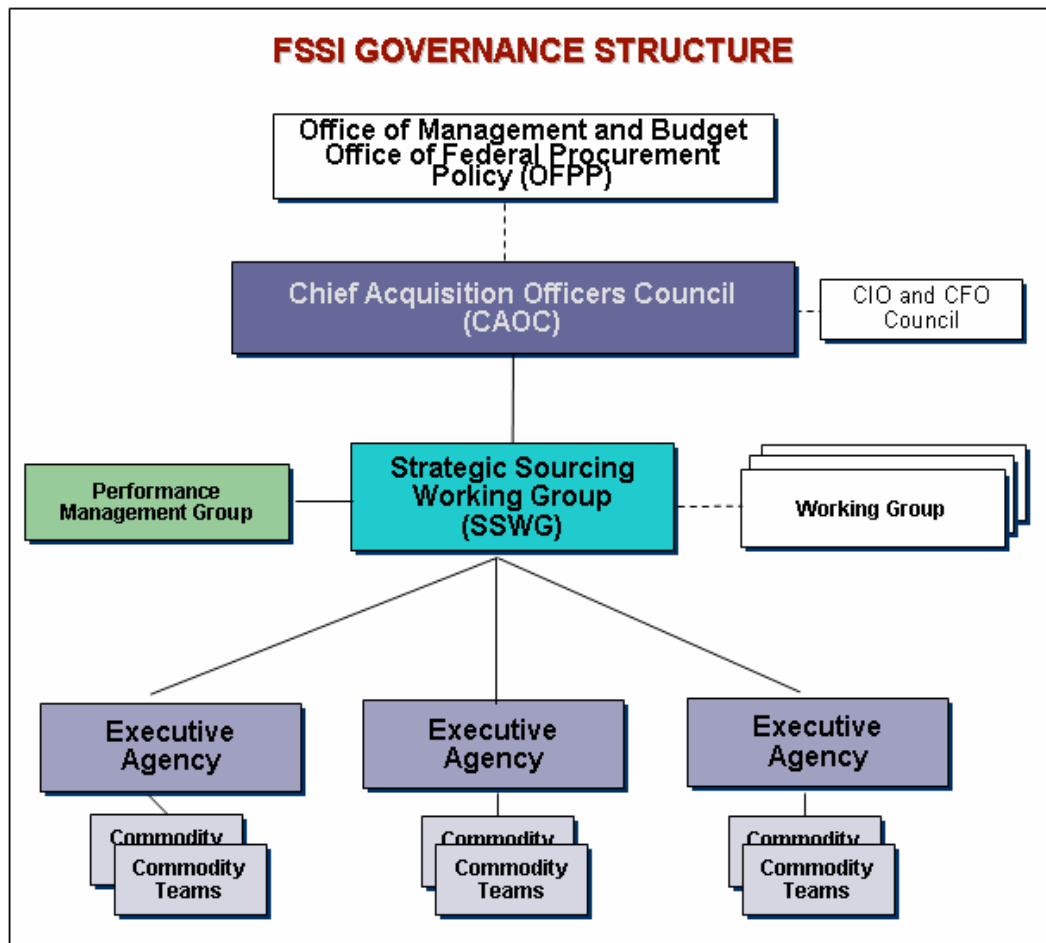 FSSI GOVERNANCE STRUCTURE
Office of Management and Budget
Office of Federal Procurement
Policy (OFPP)
Chief Acquisition Officers Council
(CAOC)
CIO and CFO
Council
Performance
Management Group
Strategic Sourcing
Working Group
(SSWG)
Working Group
Executive
Agency
Executive
Agency
Executive
Agency
Commodity
Commodity
Teams
Commodity
Commodity
Teams
Commodity
Commodity
Teams